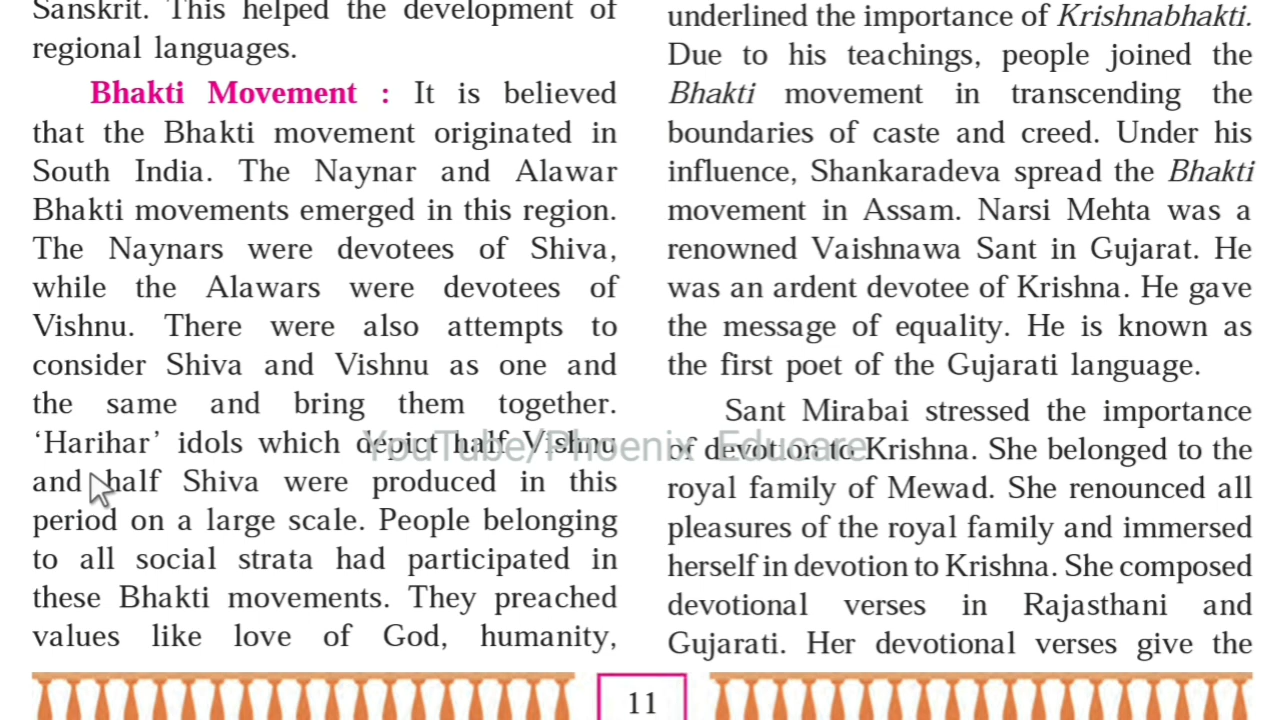 Sanskrit. This helped the development of
regional languages.
Bhakti Movement : It is believed
that the Bhakti movement originated in
South India. The Naynar and Alawar
Bhakti movements emerged in this region.
The Naynars were devotees of Shiva,
while the Alawars were devotees of
Vishnu. There were also attempts to
consider Shiva and Vishnu as one and
the same and bring them together.
‘Harihar’ idols which depict half Vishnu
and half Shiva were produced in this
period on a large scale. People belonging
to all social strata had participated in
these Bhakti movements. They preached
values like love of God, humanity,
underlined the importance of Krishnabhakti.
Due to his teachings, people joined the
Bhakti movement in transcending the
boundaries of caste and creed. Under his
influence, Shankaradeva spread the Bhakti
movement in Assam. Narsi Mehta was a
renowned Vaishnawa Sant in Gujarat. He
was an ardent devotee of Krishna. He gave
the message of equality. He is known as
the first poet of the Gujarati language.
Sant Mirabai stressed the importance
of devotion to Krishna. She belonged to the
royal family of Mewad. She renounced all
pleasures of the royal family and immersed
herself in devotion to Krishna. She composed
devotional verses in Rajasthani and
Gujarati. Her devotional verses give the
YouTube/Phoenix Educare
11